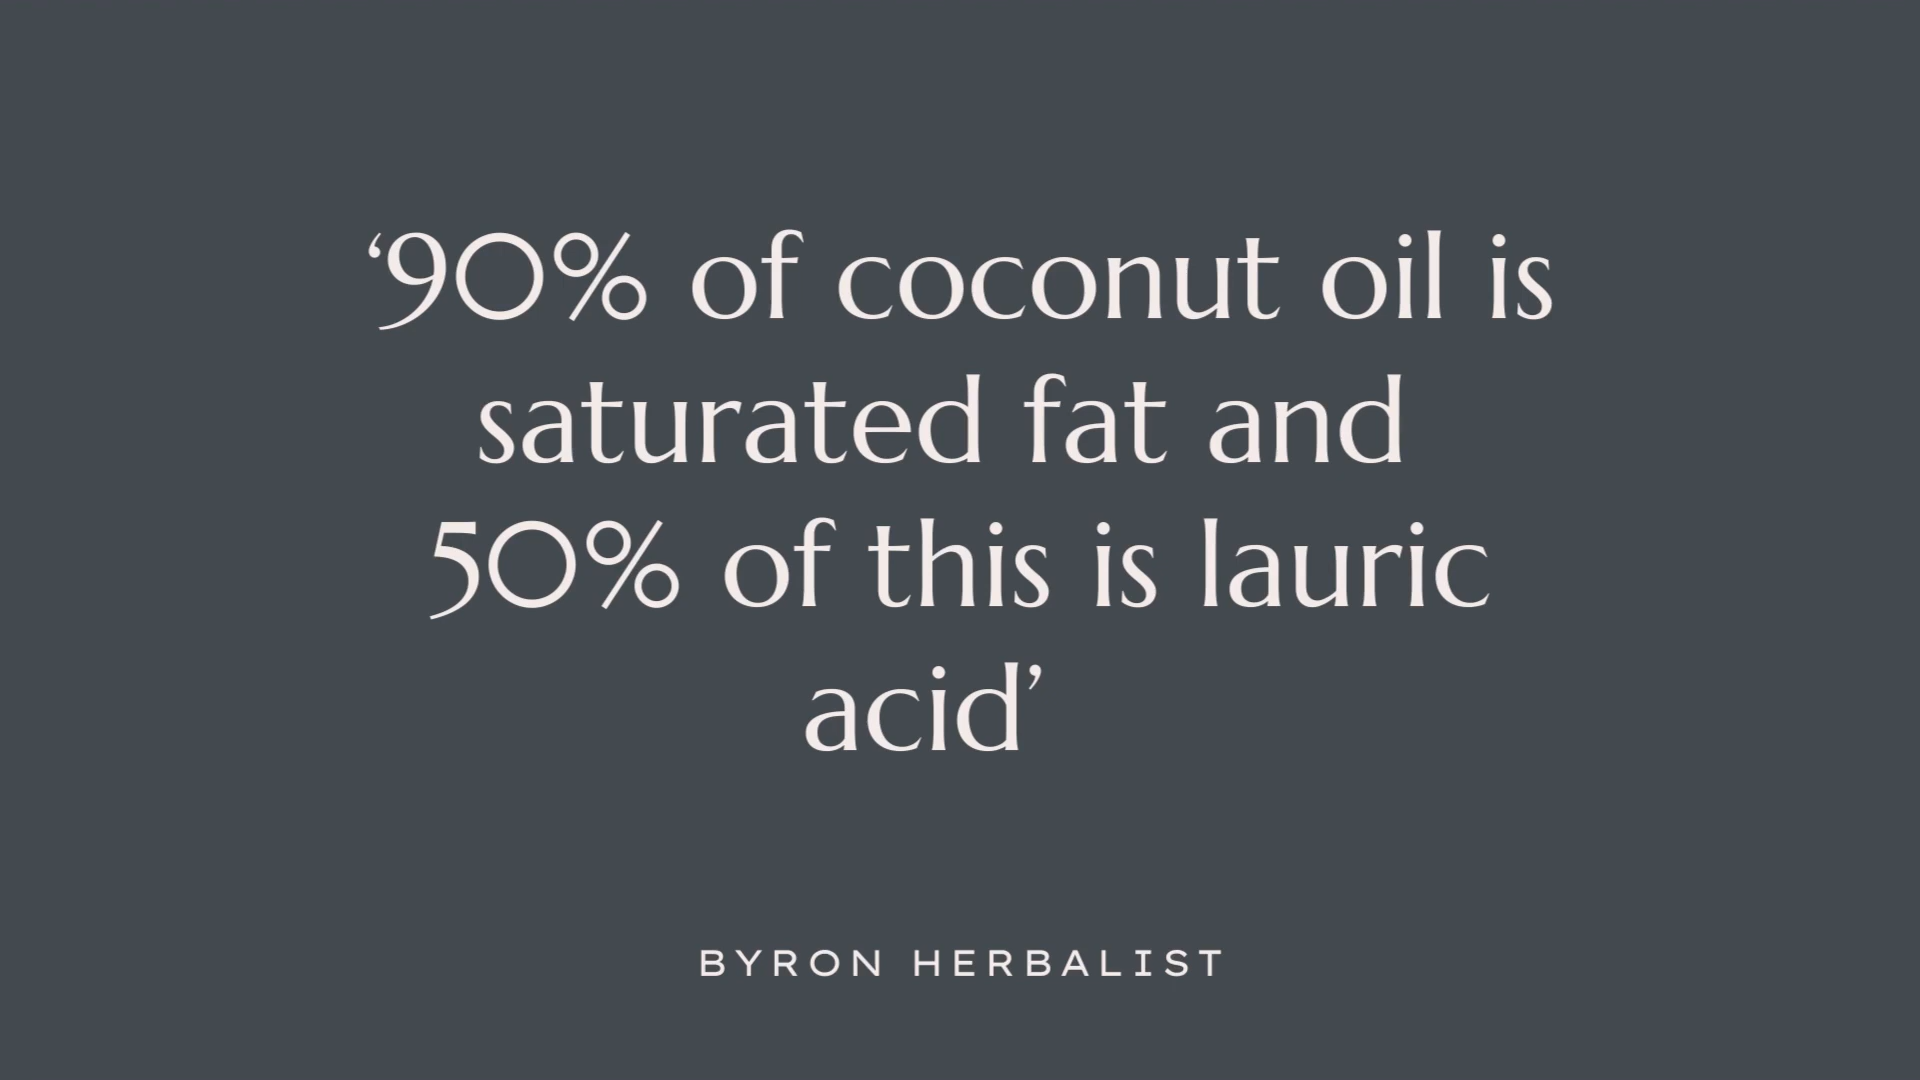 ‘90% of coconut oil is
saturated fat and
50% of this is lauric
acid’
BYRON HERBALIST